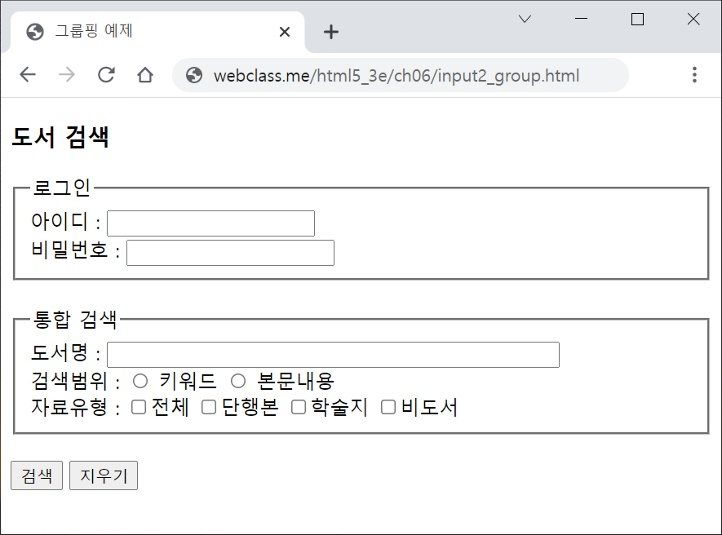 그룹핑 예제
webclass.me/html5_3e/ch06/input2_group.html
도서 검색
로그인
아이디 :
비밀번호 :
통합 검색
도서명 :
검색범위 : 키워드 본문내용
자료유형 : 전체 단행본 학술지 비도서
검색 지우기